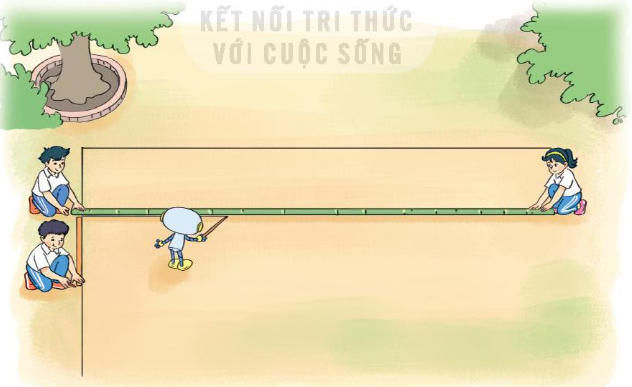 KẾT NỐI TRI THỨC
VỚI CUỘC SỐNG